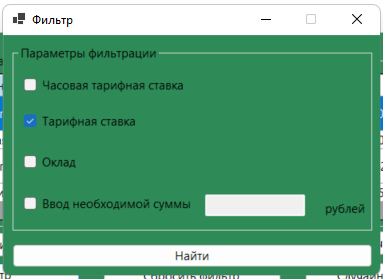 Фильтр
Параметры фильтрации
Часовая тарифная ставка
Тарифная ставка
Оклад
Ввод необходимой суммы
рублей
Найти